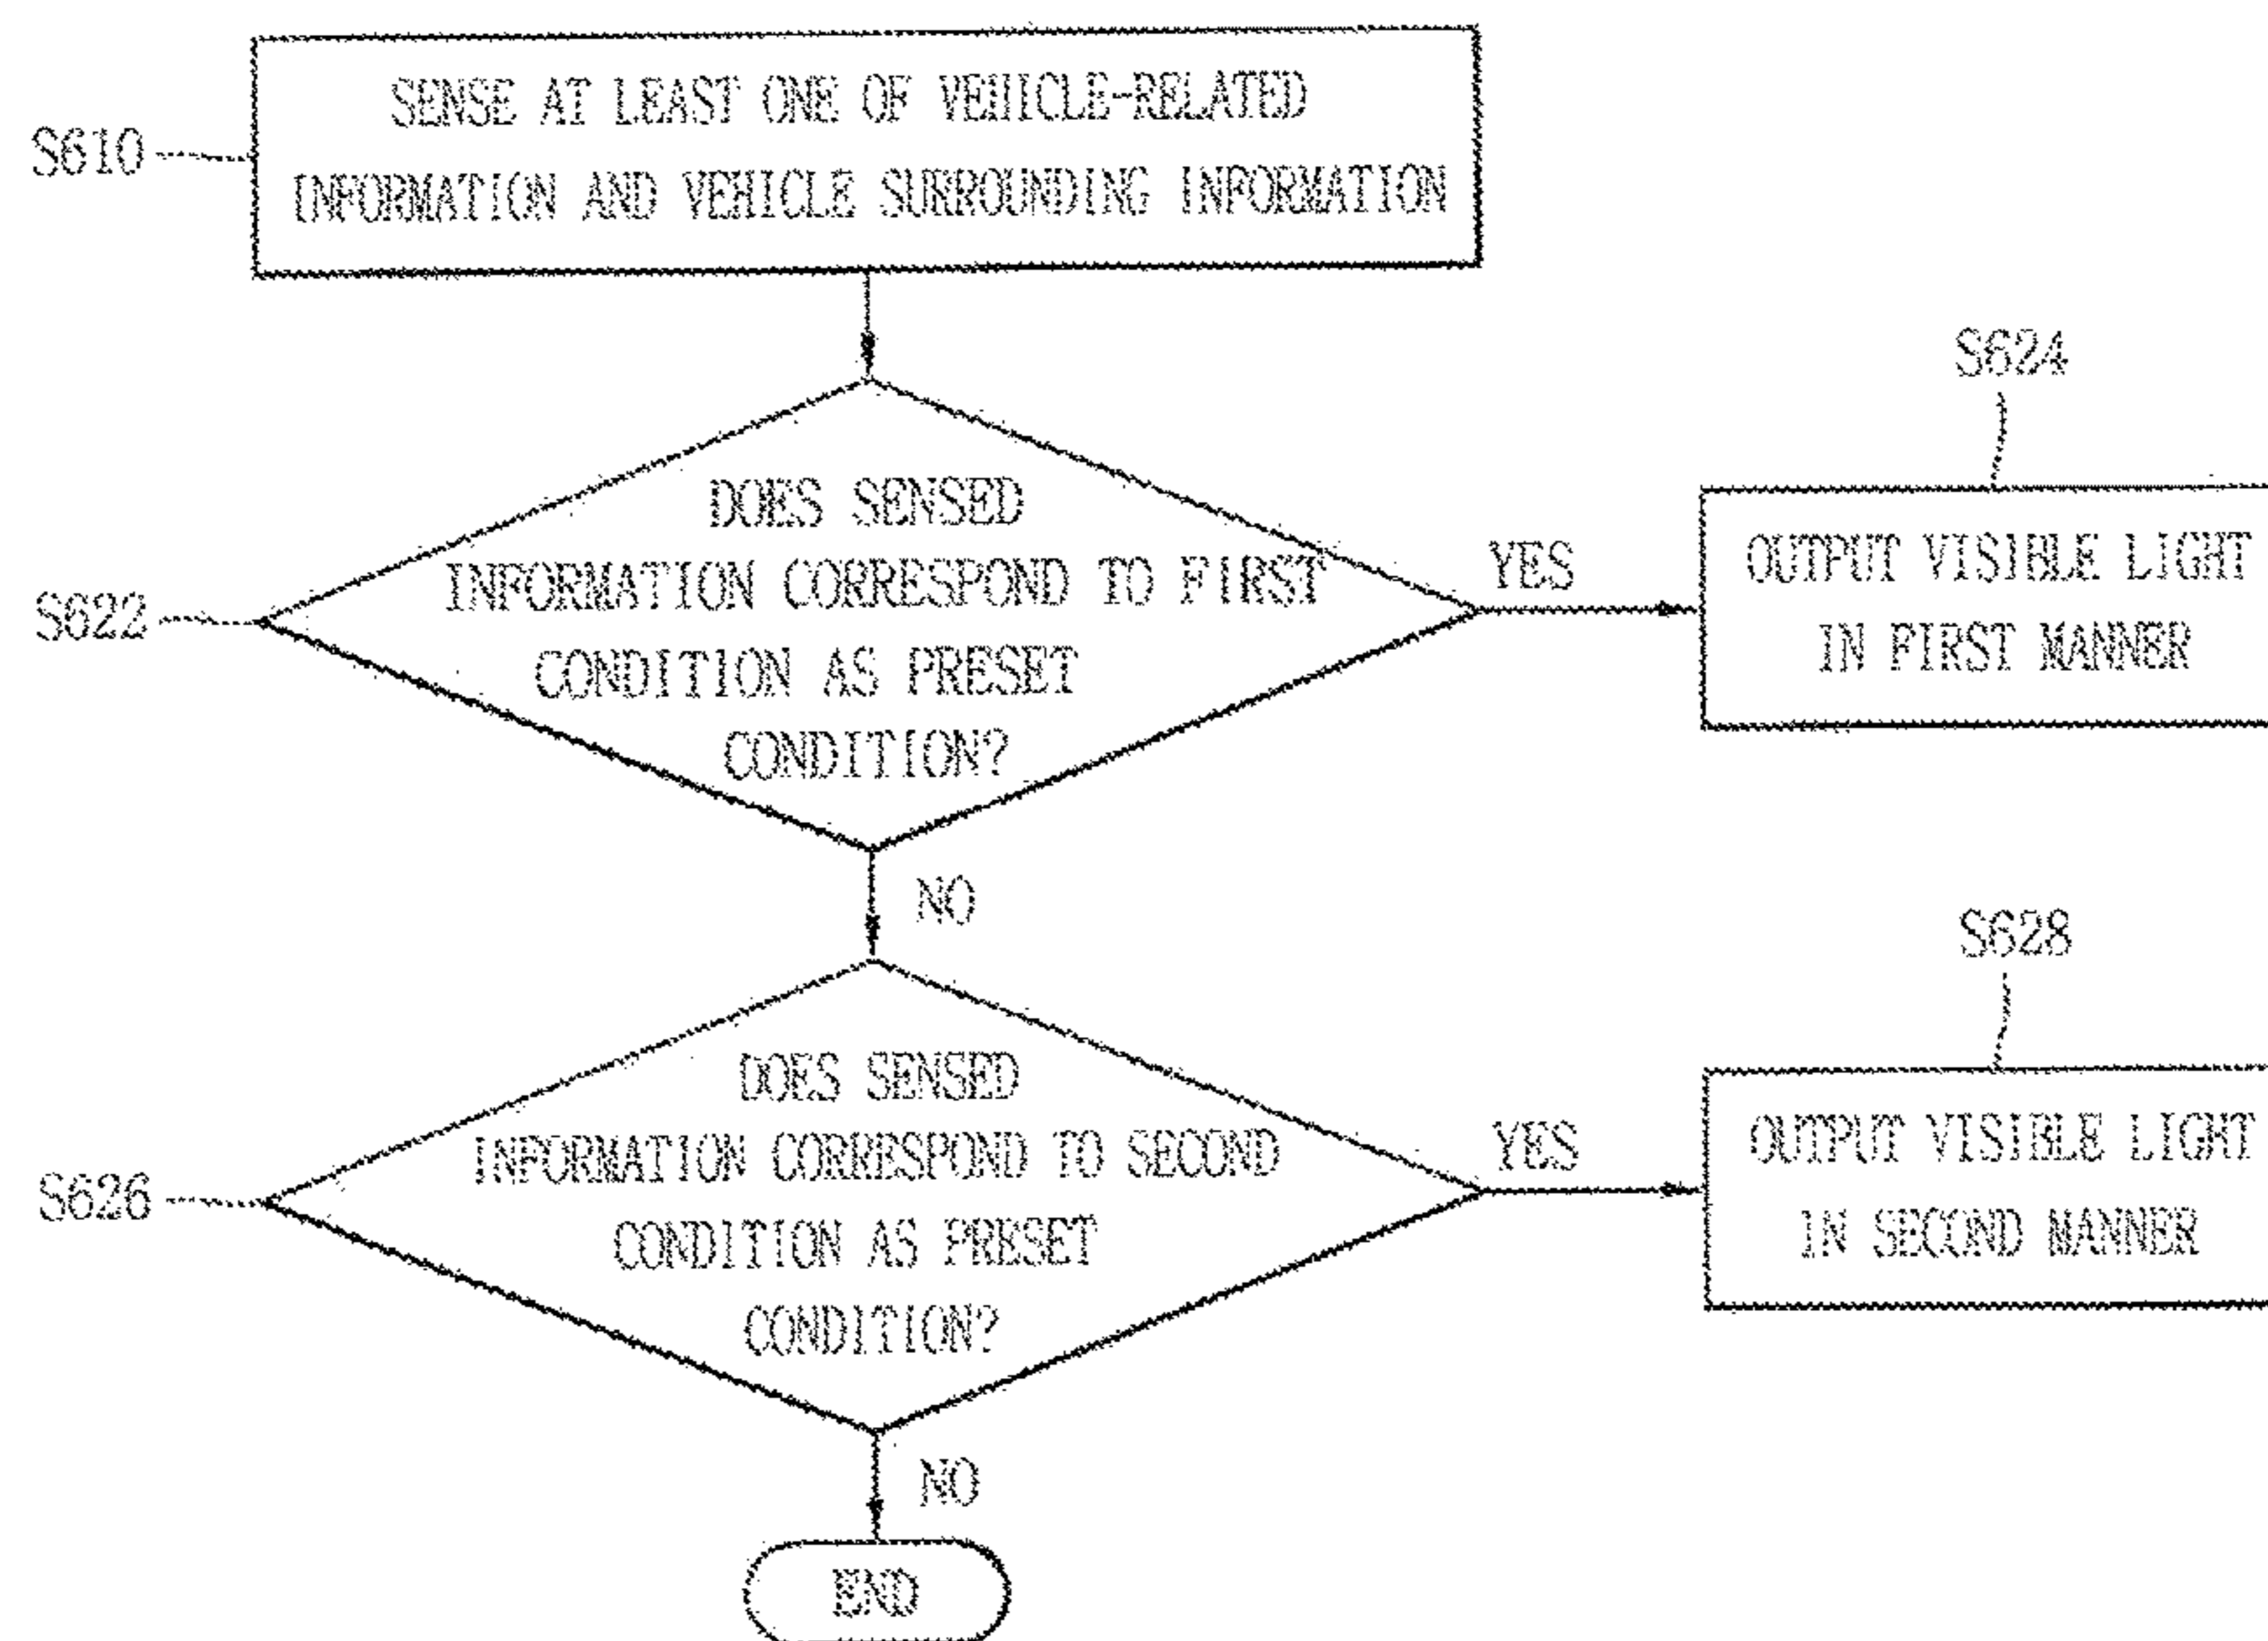 SENSE AT LEAST ONE OF VEHICLE-RELATED
INFORMATION AND VEHICLE SURROUNDING INFORMATION
S610
S624
DOES SENSED
INFORMATION CORRESPOND TO FIRST
CONDITION AS PRESET
CONDITION?
S622
YES
OUTPUT VISIBLE LIGHT
IN FIRST MANNER
NO
S628
DOES SENSED
INFORMATION CORRESPOND TO SECOND
CONDITION AS PRESET
CONDITION?
S626
YES
OUTPUT VISIBLE LIGHT
IN SECOND MANNER
NO
END